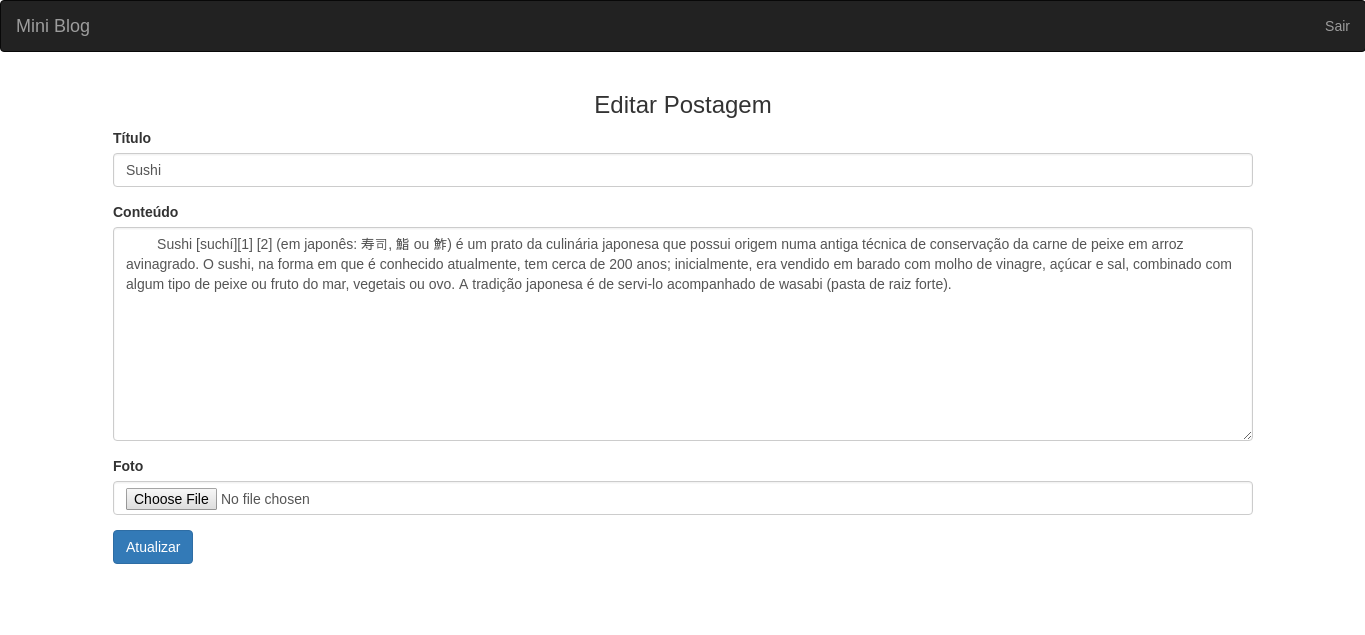 Mini Blog
Sair
Editar Postagem
Título
Sushi
Conteúdo
Sushi [suchí][1] [2] (em japonês: 寿司, 鮨 ou 鮓) é um prato da culinária japonesa que possui origem numa antiga técnica de conservação da carne de peixe em arroz
avinagrado. O sushi, na forma em que é conhecido atualmente, tem cerca de 200 anos; inicialmente, era vendido em barado com molho de vinagre, açúcar e sal, combinado com
algum tipo de peixe ou fruto do mar, vegetais ou ovo. A tradição japonesa é de servi-lo acompanhado de wasabi (pasta de raiz forte).
Foto
Choose File No file chosen
Atualizar